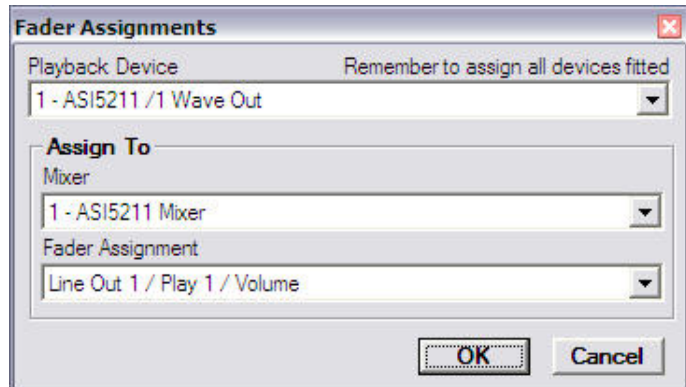 Fader Assignments
Playback Device Remember to assign all devices fitted
1 - ASI5211 /1 Wave Out
Assign To
Mixer
1 - ASI5211 Mixer
Fader Assignment
Line Out 1 / Play 1 / Volume
OK Cancel